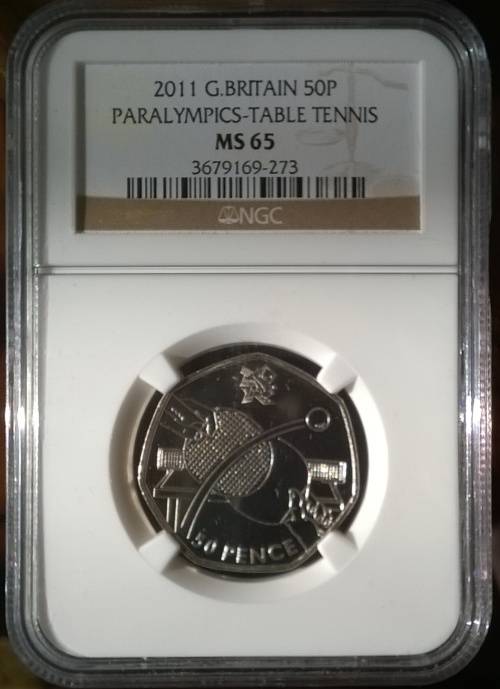 2011 G.BRITAIN 50P
PARALYMPICS-TABLE TENNIS
MS 65
3679169-273
NGC
50 PENCE